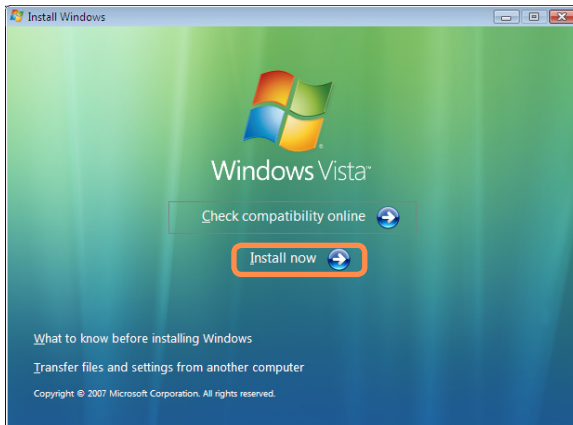 Install Windows
Windows Vista™
Check compatibility online
Install now
What to know before installing Windows
Transfer files and settings from another computer
Copyright © 2007 Microsoft Corporation. All rights reserved.